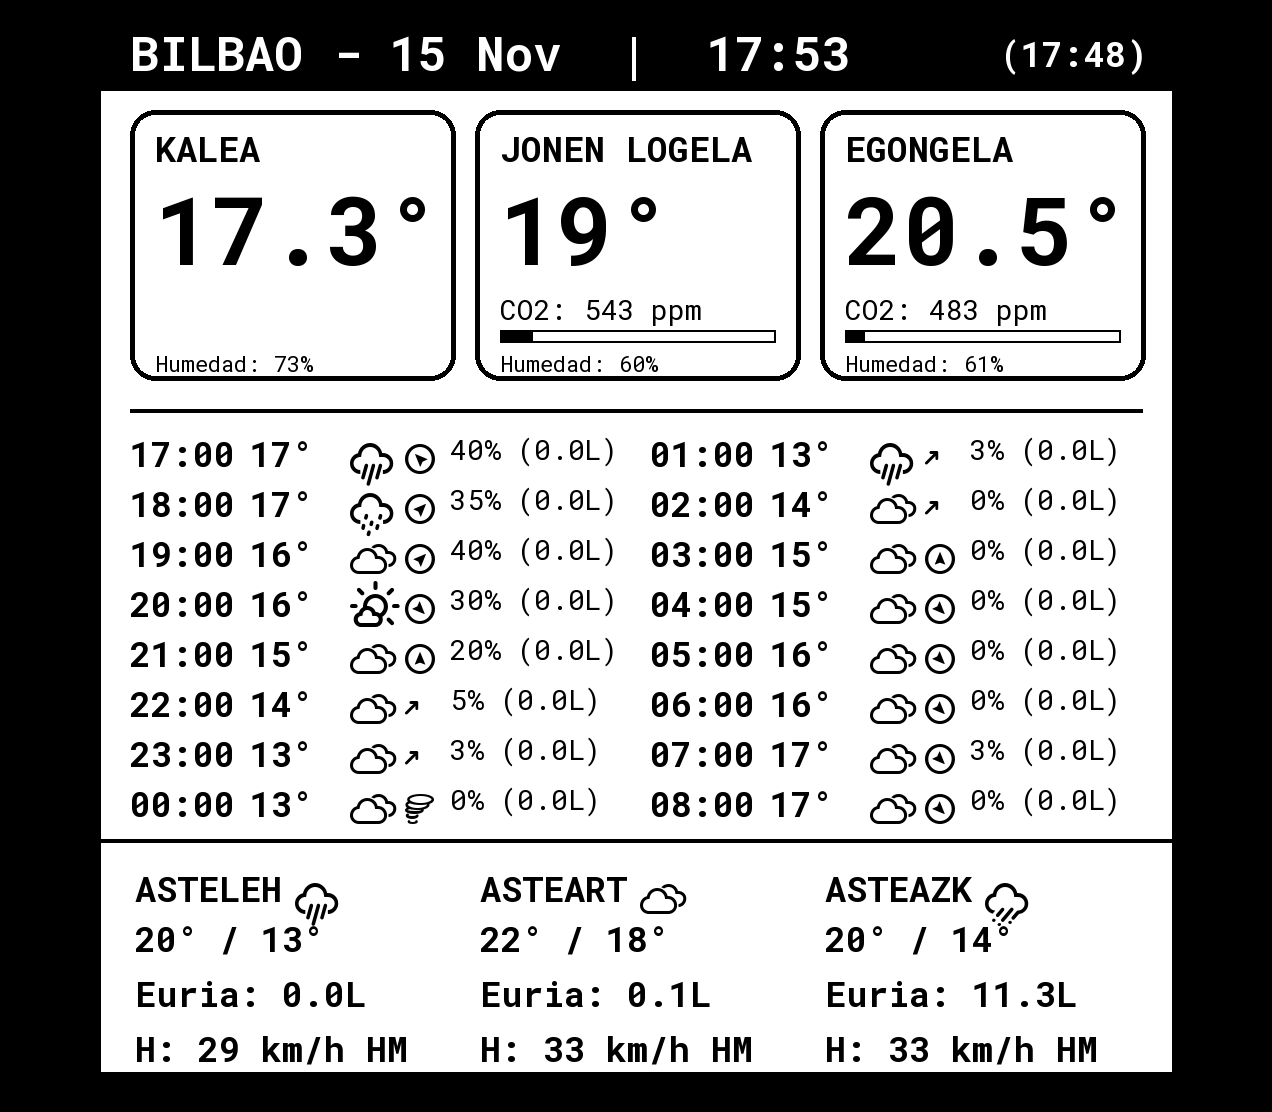 BILBAO - 15 Nov | 17:53 (17:48)
KALEA
17.3°
Humedad: 73%
JONEN LOGELA
19°
CO2: 543 ppm
Humedad: 60%
EGONGELA
20.5°
CO2: 483 ppm
Humedad: 61%
17:00 17° 40% (0.0L)
18:00 17° 35% (0.0L)
19:00 16° 40% (0.0L)
20:00 16° 30% (0.0L)
21:00 15° 20% (0.0L)
22:00 14° 5% (0.0L)
23:00 13° 3% (0.0L)
00:00 13° 0% (0.0L)
01:00 13° 3% (0.0L)
02:00 14° 0% (0.0L)
03:00 15° 0% (0.0L)
04:00 15° 0% (0.0L)
05:00 16° 0% (0.0L)
06:00 16° 0% (0.0L)
07:00 17° 3% (0.0L)
08:00 17° 0% (0.0L)
ASTELEH
20° / 13°
Euria: 0.0L
H: 29 km/h HM
ASTEART
22° / 18°
Euria: 0.1L
H: 33 km/h HM
ASTEAZK
20° / 14°
Euria: 11.3L
H: 33 km/h HM